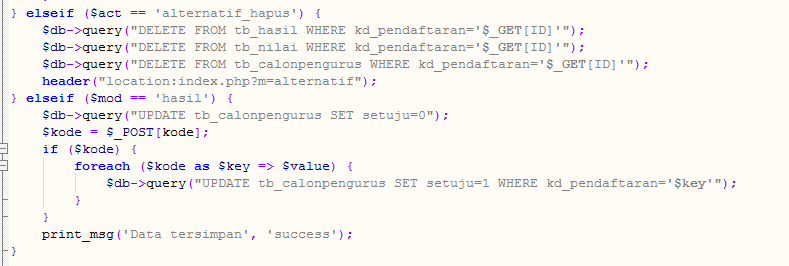 } elseif ($act == 'alternatif_hapus') {
    $db->query("DELETE FROM tb_hasil WHERE kd_pendaftaran='$_GET[ID]'");
    $db->query("DELETE FROM tb_nilai WHERE kd_pendaftaran='$_GET[ID]'");
    $db->query("DELETE FROM tb_calonpengurus WHERE kd_pendaftaran='$_GET[ID]'");
    header("location:index.php?m=alternatif");
} elseif ($mod == 'hasil') {
    $db->query("UPDATE tb_calonpengurus SET setuju=0");
    $kode = $_POST[kode];
    if ($kode) {
        foreach ($kode as $key => $value) {
            $db->query("UPDATE tb_calonpengurus SET setuju=1 WHERE kd_pendaftaran='$key'");
        }
    }
    print_msg('Data tersimpan', 'success');
}